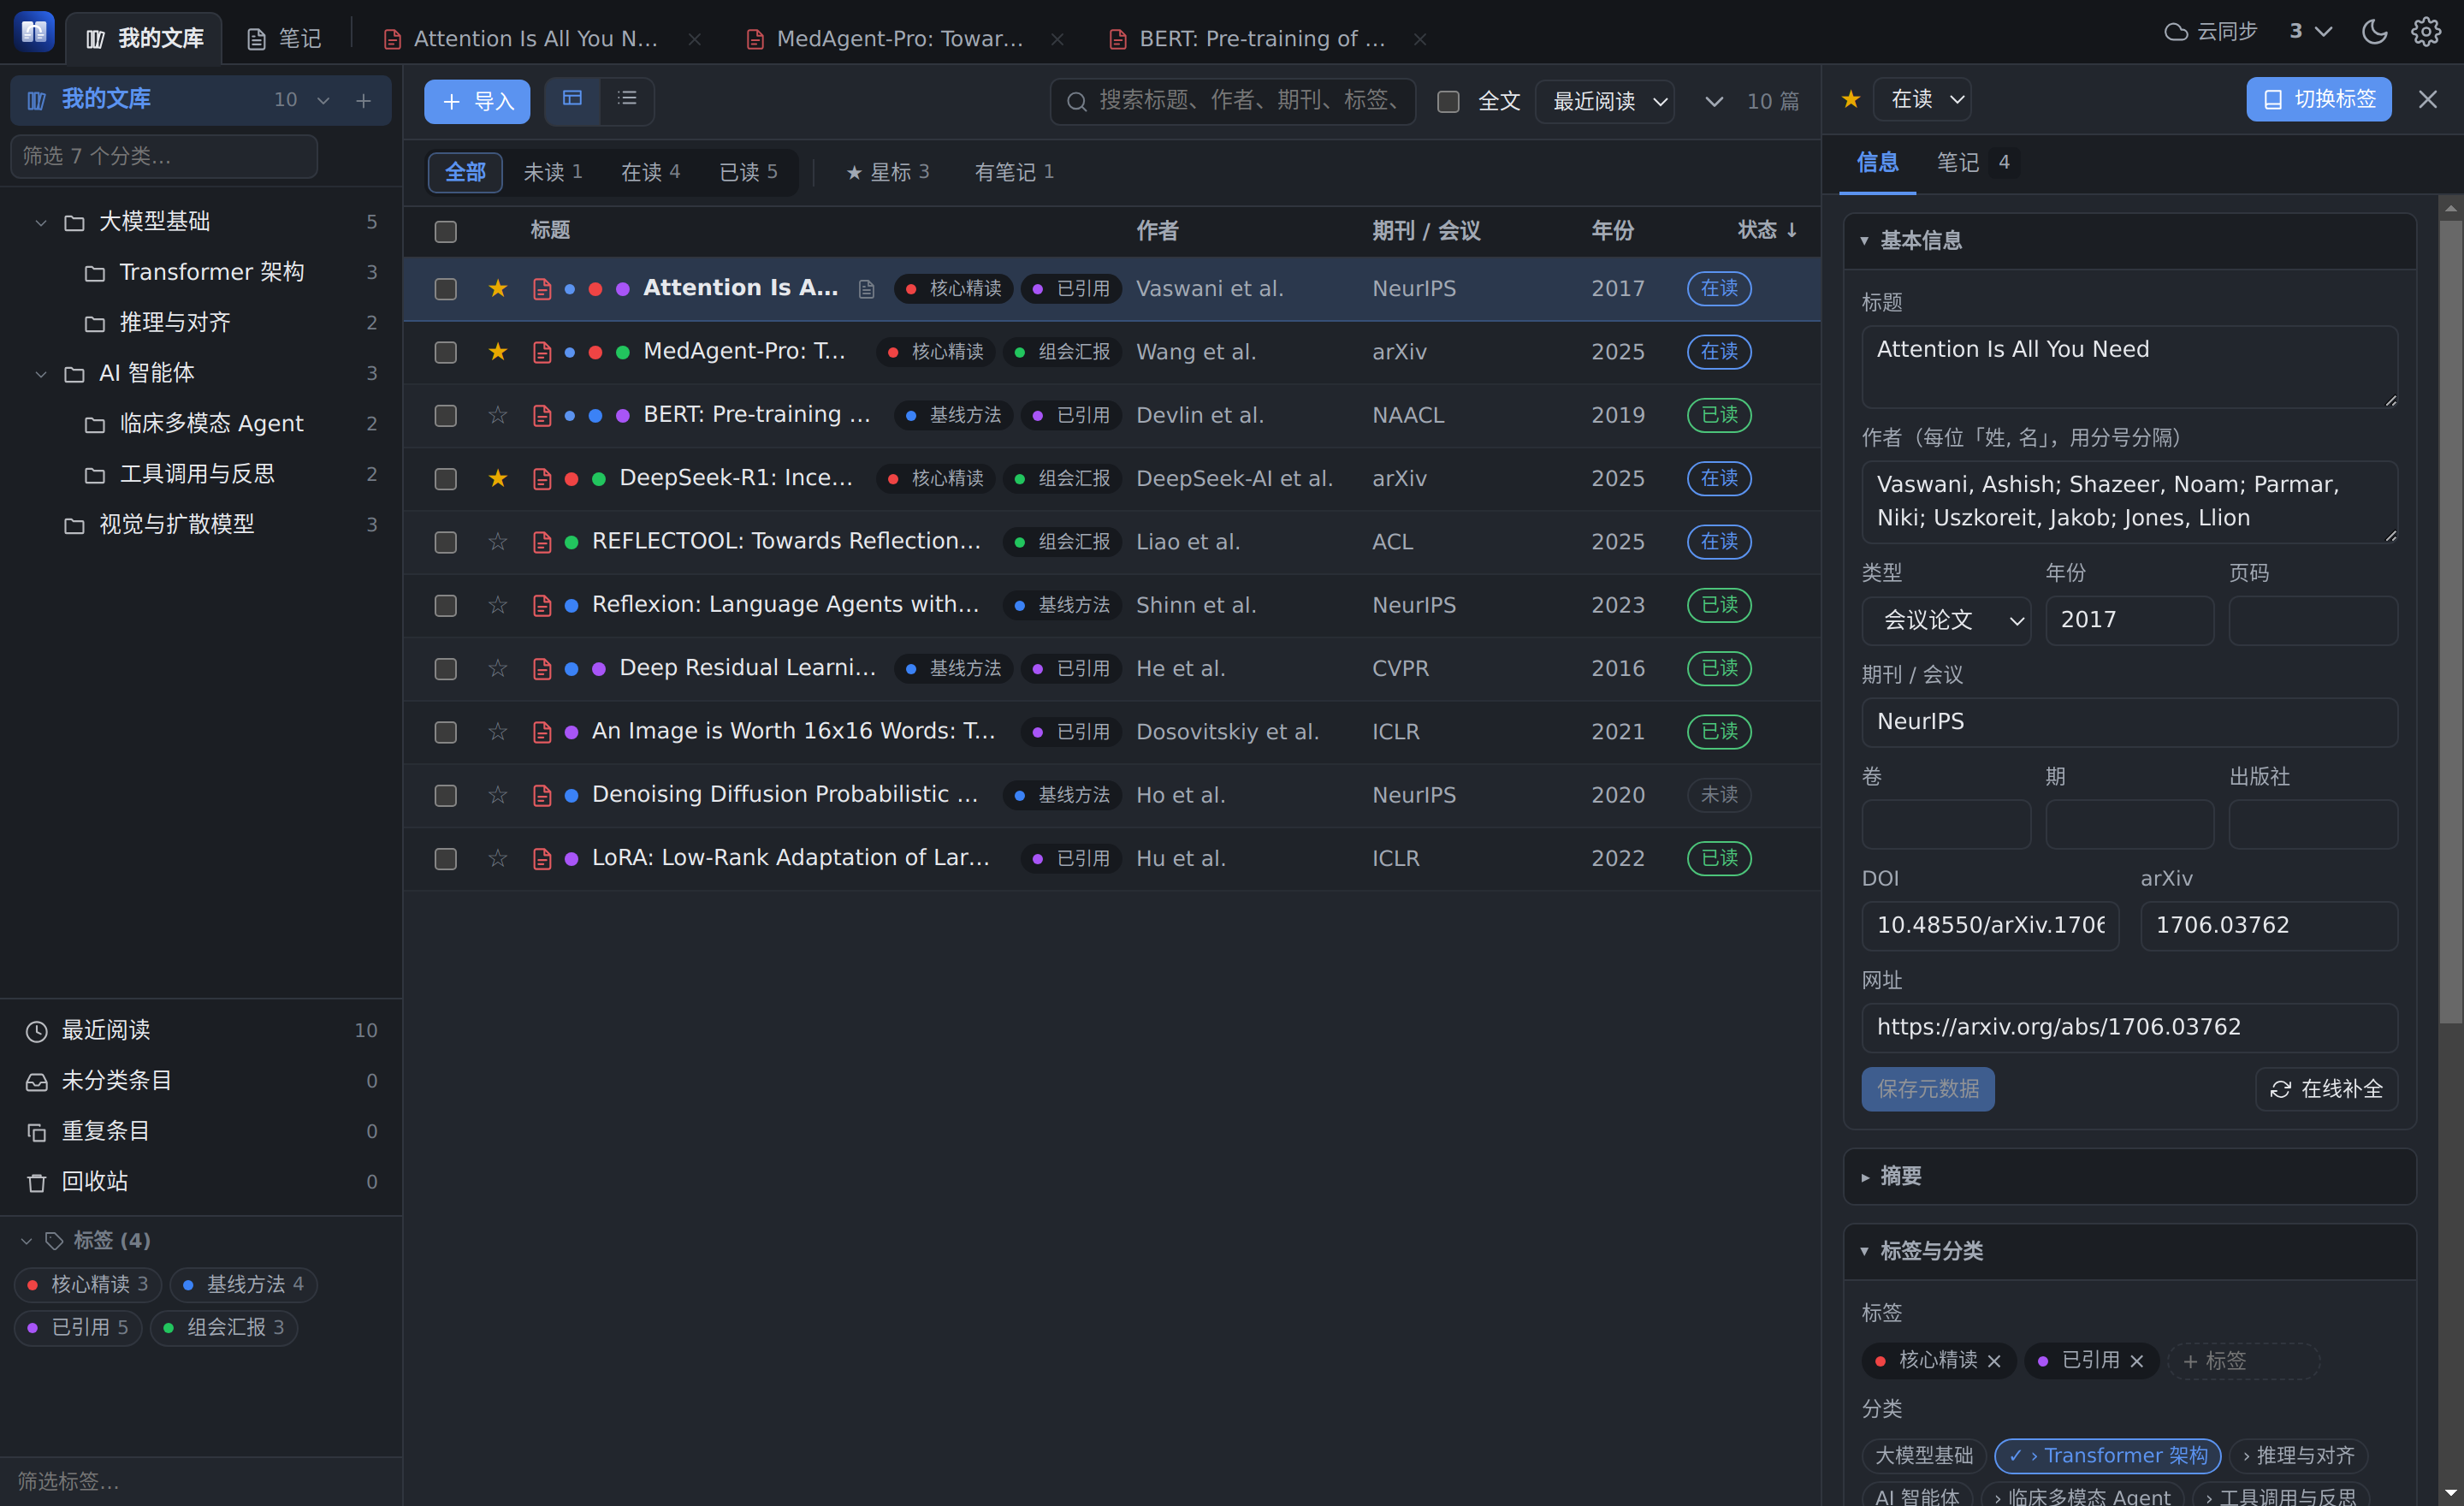 我的文库
笔记
Attention Is All You N...
MedAgent-Pro: Towar...
BERT: Pre-training of ...
云同步
3
我的文库 10
筛选 7 个分类...
大模型基础 5
Transformer 架构 3
推理与对齐 2
AI 智能体 3
临床多模态 Agent 2
工具调用与反思 2
视觉与扩散模型 3
最近阅读 10
未分类条目 0
重复条目 0
回收站 0
标签 (4)
核心精读 3 基线方法 4
已引用 5 组会汇报 3
筛选标签...
导入
搜索标题、作者、期刊、标签、
全文
最近阅读
10 篇
全部 未读 1 在读 4 已读 5 ★ 星标 3 有笔记 1
标题 作者 期刊 / 会议 年份 状态 ↓
★ Attention Is A... 核心精读 已引用 Vaswani et al. NeurIPS 2017 在读
★ MedAgent-Pro: T... 核心精读 组会汇报 Wang et al. arXiv 2025 在读
☆ BERT: Pre-training ... 基线方法 已引用 Devlin et al. NAACL 2019 已读
★ DeepSeek-R1: Ince... 核心精读 组会汇报 DeepSeek-AI et al. arXiv 2025 在读
☆ REFLECTOOL: Towards Reflection... 组会汇报 Liao et al. ACL 2025 在读
☆ Reflexion: Language Agents with... 基线方法 Shinn et al. NeurIPS 2023 已读
☆ Deep Residual Learni... 基线方法 已引用 He et al. CVPR 2016 已读
☆ An Image is Worth 16x16 Words: T... 已引用 Dosovitskiy et al. ICLR 2021 已读
☆ Denoising Diffusion Probabilistic ... 基线方法 Ho et al. NeurIPS 2020 未读
☆ LoRA: Low-Rank Adaptation of Lar... 已引用 Hu et al. ICLR 2022 已读
★ 在读
切换标签
信息 笔记 4
基本信息
标题
Attention Is All You Need
作者（每位「姓, 名」，用分号分隔）
Vaswani, Ashish; Shazeer, Noam; Parmar,
Niki; Uszkoreit, Jakob; Jones, Llion
类型 年份 页码
会议论文 2017
期刊 / 会议
NeurIPS
卷 期 出版社
DOI arXiv
10.48550/arXiv.1706 1706.03762
网址
https://arxiv.org/abs/1706.03762
保存元数据 在线补全
摘要
标签与分类
标签
核心精读 × 已引用 × + 标签
分类
大模型基础 ✓ › Transformer 架构 › 推理与对齐
AI 智能体 › 临床多模态 Agent › 工具调用与反思